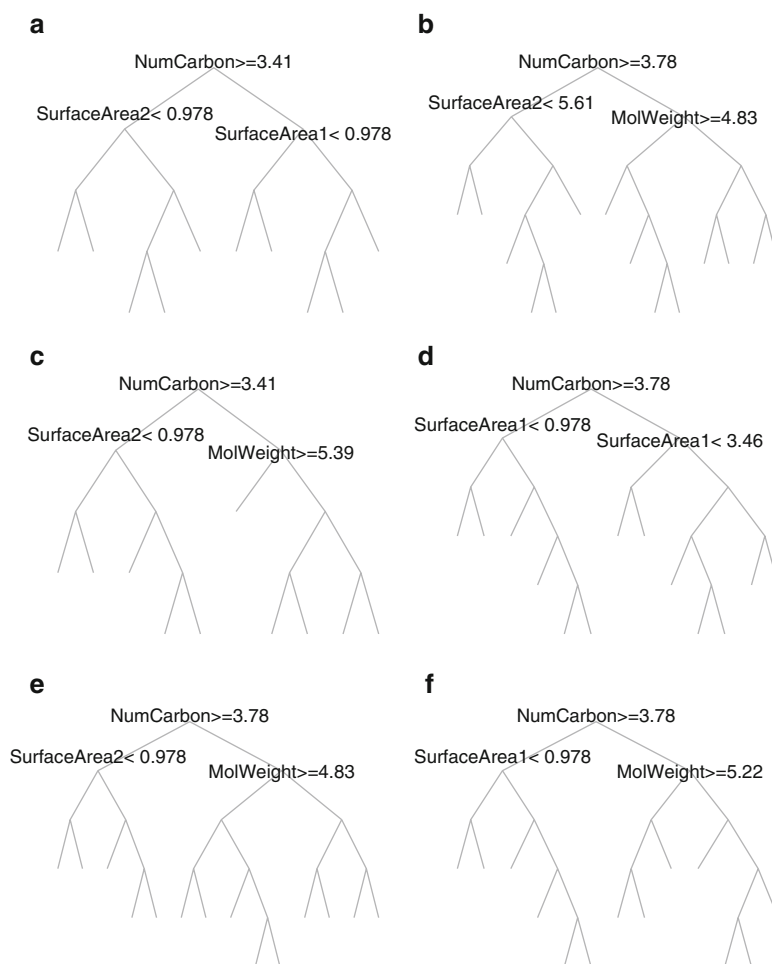 a
NumCarbon>=3.41
SurfaceArea2< 0.978
SurfaceArea1< 0.978
b
NumCarbon>=3.78
SurfaceArea2< 5.61
MolWeight>=4.83
c
NumCarbon>=3.41
SurfaceArea2< 0.978
MolWeight>=5.39
d
NumCarbon>=3.78
SurfaceArea1< 0.978
SurfaceArea1< 3.46
e
NumCarbon>=3.78
SurfaceArea2< 0.978
MolWeight>=4.83
f
NumCarbon>=3.78
SurfaceArea1< 0.978
MolWeight>=5.22